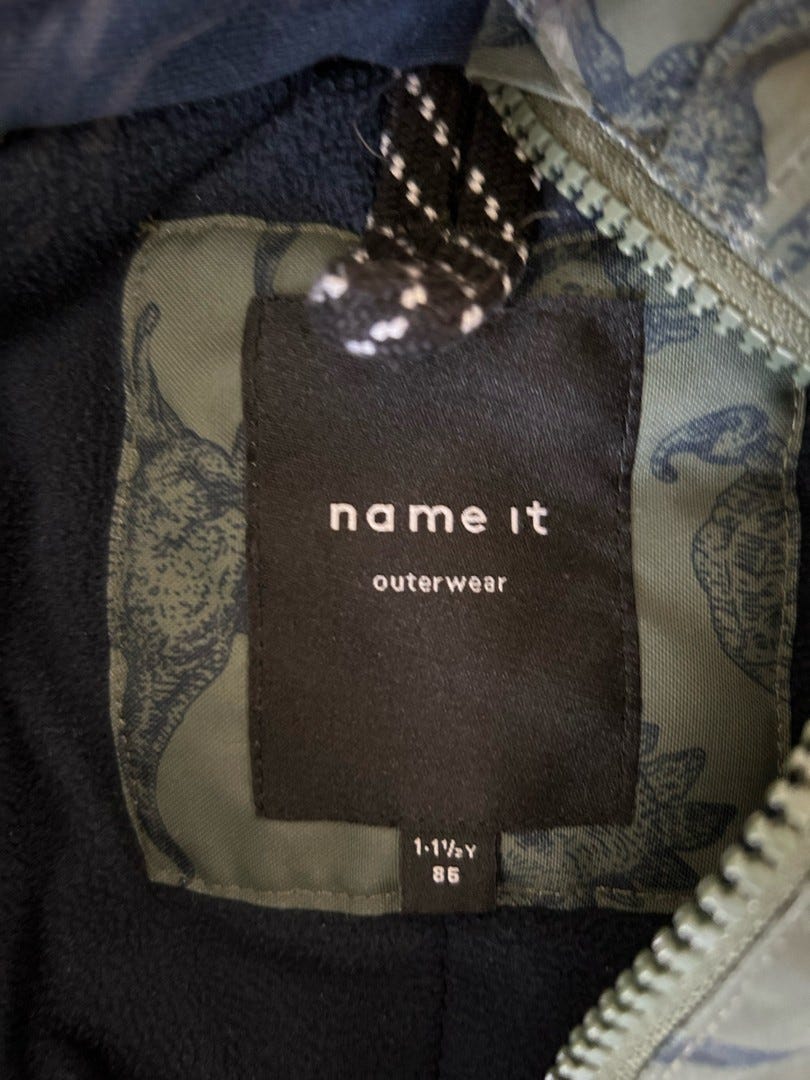 name it
outerwear
1-1½Y
86